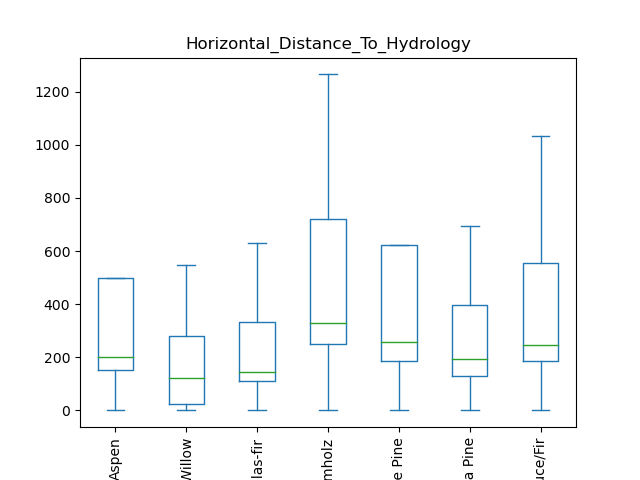 Horizontal_Distance_To_Hydrology
1200
1000
800
600
400
200
0
Aspen
Willow
las-fir
mholz
e Pine
a Pine
uce/Fir